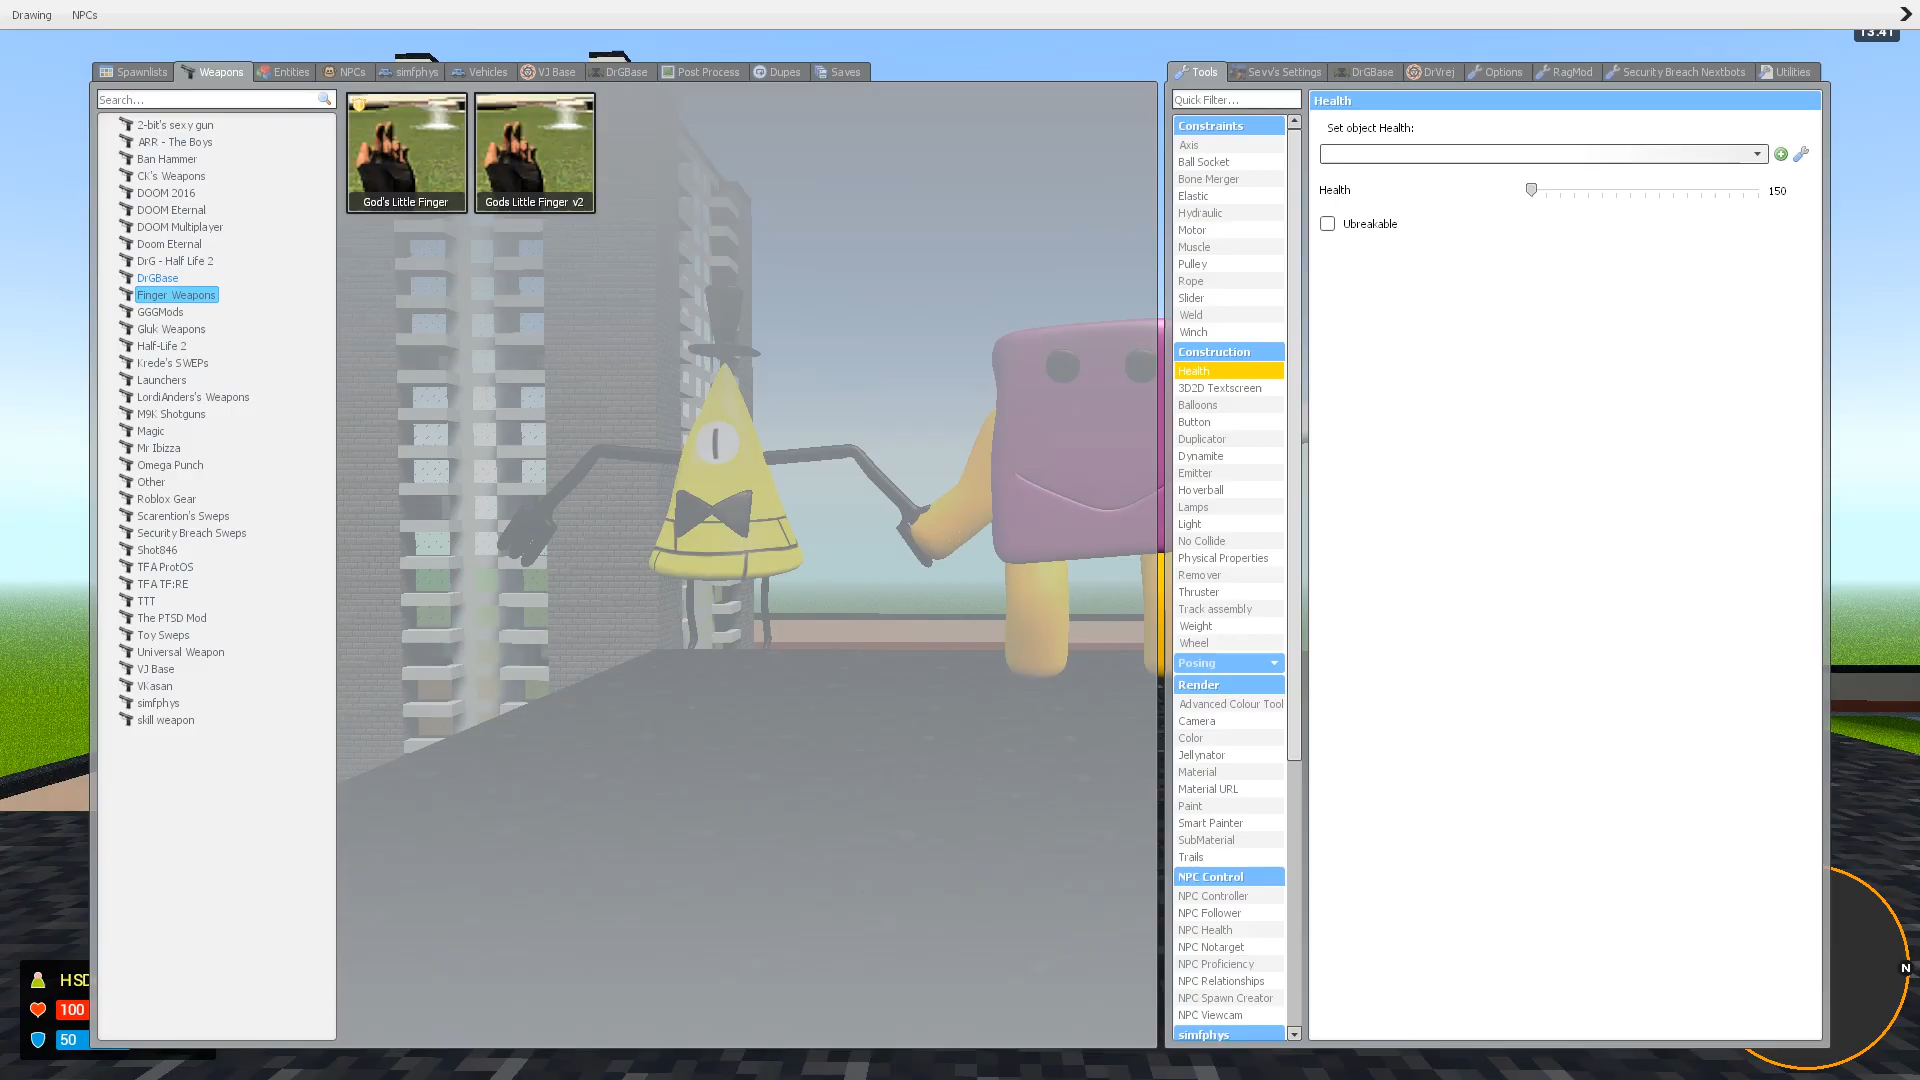 Drawing
NPCs
13:41
Spawnlists
Weapons
Entities
NPCs
simfphys
Vehicles
VJ Base
DrGBase
Post Process
Dupes
Saves
Search...
2-bit's sexy gun
ARR - The Boys
Ban Hammer
CK's Weapons
DOOM 2016
DOOM Eternal
DOOM Multiplayer
Doom Eternal
DrG - Half Life 2
DrGBase
Finger Weapons
GGGMods
Gluk Weapons
Half-Life 2
Krede's SWEPs
Launchers
LordiAnders's Weapons
M9K Shotguns
Magic
Mr Ibizza
Omega Punch
Other
Roblox Gear
Scarention's Sweps
Security Breach Sweps
Shot846
TFA ProtOS
TFA TF:RE
TTT
The PTSD Mod
Toy Sweps
Universal Weapon
VJ Base
VKasan
simfphys
skill weapon
God's Little Finger
Gods Little Finger v2
Tools
Sevv's Settings
DrGBase
DrVrej
Options
RagMod
Security Breach Nextbots
Utilities
Quick Filter...
Constraints
Axis
Ball Socket
Bone Merger
Elastic
Hydraulic
Motor
Muscle
Pulley
Rope
Slider
Weld
Winch
Construction
Health
3D2D Textscreen
Balloons
Button
Duplicator
Dynamite
Emitter
Hoverball
Lamps
Light
No Collide
Physical Properties
Remover
Thruster
Track assembly
Weight
Wheel
Posing
Render
Advanced Colour Tool
Camera
Color
Jellynator
Material
Material URL
Paint
Smart Painter
SubMaterial
Trails
NPC Control
NPC Controller
NPC Follower
NPC Health
NPC Notarget
NPC Proficiency
NPC Relationships
NPC Spawn Creator
NPC Viewcam
simfphys
Health
Set object Health:
Health
150
Ubreakable
HSD
100
50
N